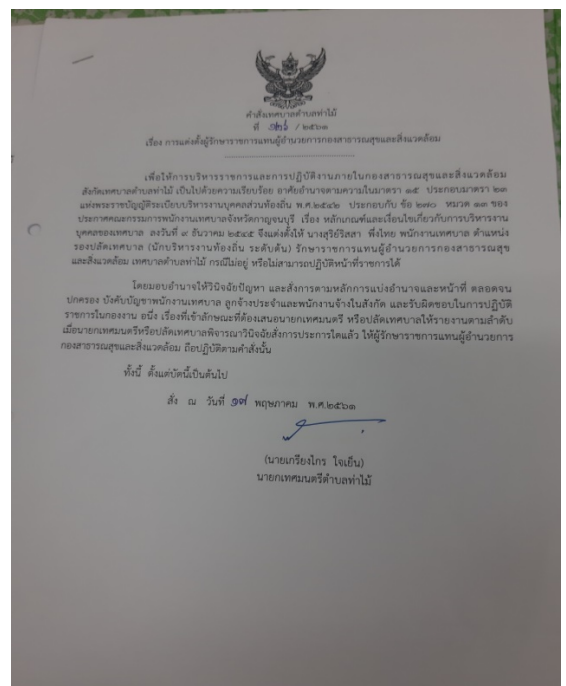 คำสั่งเทศบาลตำบลท่าไม้
ที่ ๑๒๖ / ๒๕๖๑
เรื่อง การแต่งตั้งผู้รักษาราชการแทนผู้อำนวยการกองสาธารณสุขและสิ่งแวดล้อม
เพื่อให้การบริหารราชการและการปฏิบัติงานภายในกองสาธารณสุขและสิ่งแวดล้อม
สังกัดเทศบาลตำบลท่าไม้ เป็นไปด้วยความเรียบร้อย อาศัยอำนาจตามความในมาตรา ๑๕ ประกอบมาตรา ๒๓
แห่งพระราชบัญญัติระเบียบบริหารงานบุคคลส่วนท้องถิ่น พ.ศ.๒๕๔๒ ประกอบกับ ข้อ ๒๗๐ หมวด ๑๓ ของ
ประกาศคณะกรรมการพนักงานเทศบาลจังหวัดกาญจนบุรี เรื่อง หลักเกณฑ์และเงื่อนไขเกี่ยวกับการบริหารงาน
บุคคลของเทศบาล ลงวันที่ ๙ ธันวาคม ๒๕๔๕ จึงแต่งตั้งให้ นางสุริย์ริสสา พึ่งไทย พนักงานเทศบาล ตำแหน่ง
รองปลัดเทศบาล (นักบริหารงานท้องถิ่น ระดับต้น) รักษาราชการแทนผู้อำนวยการกองสาธารณสุข
และสิ่งแวดล้อม เทศบาลตำบลท่าไม้ กรณีไม่อยู่ หรือไม่สามารถปฏิบัติหน้าที่ราชการได้
โดยมอบอำนาจให้วินิจฉัยปัญหา และสั่งการตามหลักการแบ่งอำนาจและหน้าที่ ตลอดจน
ปกครอง บังคับบัญชาพนักงานเทศบาล ลูกจ้างประจำและพนักงานจ้างในสังกัด และรับผิดชอบในการปฏิบัติ
ราชการในกองงาน อนึ่ง เรื่องที่เข้าลักษณะที่ต้องเสนอนายกเทศมนตรี หรือปลัดเทศบาลให้รายงานตามลำดับ
เมื่อนายกเทศมนตรีหรือปลัดเทศบาลพิจารณาวินิจฉัยสั่งการประการใดแล้ว ให้ผู้รักษาราชการแทนผู้อำนวยการ
กองสาธารณสุขและสิ่งแวดล้อม ถือปฏิบัติตามคำสั่งนั้น
ทั้งนี้ ตั้งแต่บัดนี้เป็นต้นไป
สั่ง ณ วันที่ ๑๗ พฤษภาคม พ.ศ.๒๕๖๑
(นายเกรียงไกร ใจเย็น)
นายกเทศมนตรีตำบลท่าไม้